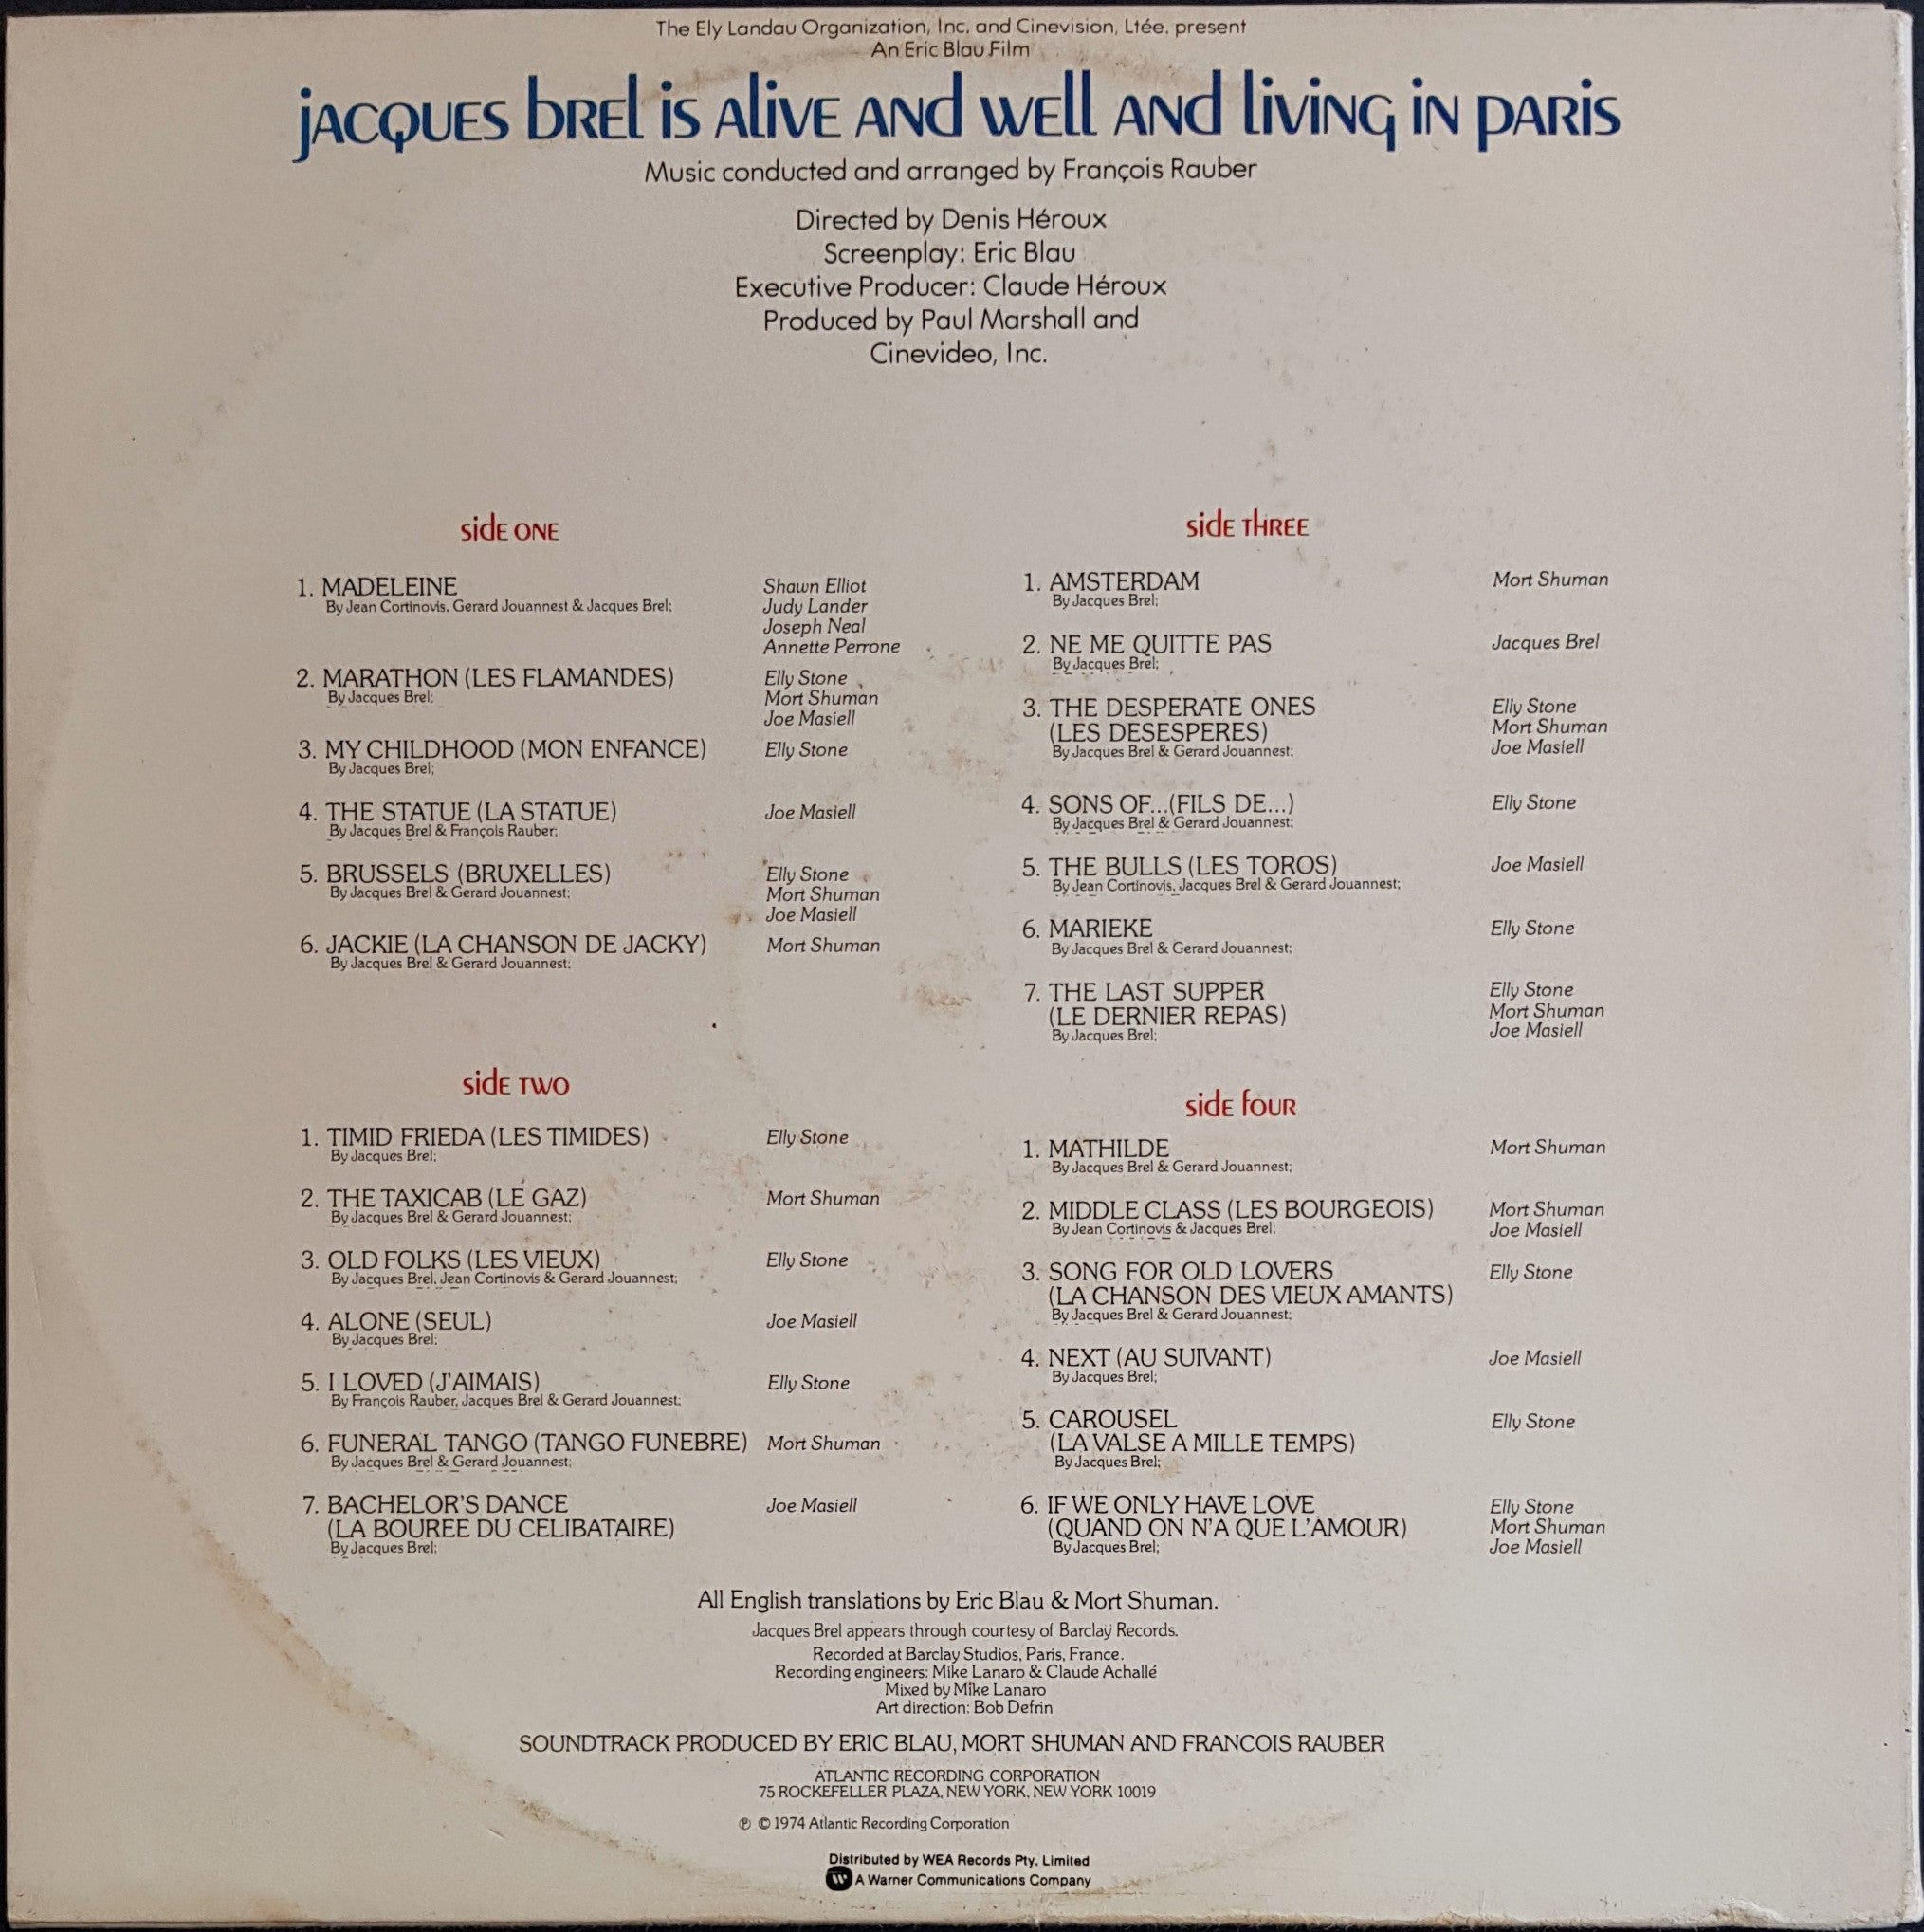 The Ely Landau Organization, Inc. and Cinevision, Ltée. present
An Eric Blau Film
jACQUES bREl is AliVE ANd wEll ANd liviNG iN pARis
Music conducted and arranged by François Rauber
Directed by Denis Héroux
Screenplay: Eric Blau
Executive Producer: Claude Héroux
Produced by Paul Marshall and
Cinevideo, Inc.
sidE ONE
1. MADELEINE Shawn Elliot
By Jean Cortinovis, Gerard Jouannest & Jacques Brel; Judy Lander
Joseph Neal
Annette Perrone
2. MARATHON (LES FLAMANDES) Elly Stone
By Jacques Brel; Mort Shuman
Joe Masiell
3. MY CHILDHOOD (MON ENFANCE) Elly Stone
By Jacques Brel;
4. THE STATUE (LA STATUE) Joe Masiell
By Jacques Brel & François Rauber;
5. BRUSSELS (BRUXELLES) Elly Stone
By Jacques Brel & Gerard Jouannest; Mort Shuman
Joe Masiell
6. JACKIE (LA CHANSON DE JACKY) Mort Shuman
By Jacques Brel & Gerard Jouannest;
sidE TWO
1. TIMID FRIEDA (LES TIMIDES) Elly Stone
By Jacques Brel;
2. THE TAXICAB (LE GAZ) Mort Shuman
By Jacques Brel & Gerard Jouannest;
3. OLD FOLKS (LES VIEUX) Elly Stone
By Jacques Brel, Jean Cortinovis & Gerard Jouannest;
4. ALONE (SEUL) Joe Masiell
By Jacques Brel;
5. I LOVED (J'AIMAIS) Elly Stone
By François Rauber, Jacques Brel & Gerard Jouannest;
6. FUNERAL TANGO (TANGO FUNEBRE) Mort Shuman
By Jacques Brel & Gerard Jouannest;
7. BACHELOR'S DANCE Joe Masiell
(LA BOUREE DU CELIBATAIRE)
By Jacques Brel;
sidE THREE
1. AMSTERDAM Mort Shuman
By Jacques Brel;
2. NE ME QUITTE PAS Jacques Brel
By Jacques Brel;
3. THE DESPERATE ONES Elly Stone
(LES DESESPERES) Mort Shuman
By Jacques Brel & Gerard Jouannest; Joe Masiell
4. SONS OF...(FILS DE...) Elly Stone
By Jacques Brel & Gerard Jouannest;
5. THE BULLS (LES TOROS) Joe Masiell
By Jean Cortinovis, Jacques Brel & Gerard Jouannest;
6. MARIEKE Elly Stone
By Jacques Brel & Gerard Jouannest;
7. THE LAST SUPPER Elly Stone
(LE DERNIER REPAS) Mort Shuman
By Jacques Brel; Joe Masiell
sidE fOUR
1. MATHILDE Mort Shuman
By Jacques Brel & Gerard Jouannest;
2. MIDDLE CLASS (LES BOURGEOIS) Mort Shuman
By Jean Cortinovis & Jacques Brel; Joe Masiell
3. SONG FOR OLD LOVERS Elly Stone
(LA CHANSON DES VIEUX AMANTS)
By Jacques Brel & Gerard Jouannest;
4. NEXT (AU SUIVANT) Joe Masiell
By Jacques Brel;
5. CAROUSEL Elly Stone
(LA VALSE A MILLE TEMPS)
By Jacques Brel;
6. IF WE ONLY HAVE LOVE Elly Stone
(QUAND ON N'A QUE L'AMOUR) Mort Shuman
By Jacques Brel; Joe Masiell
All English translations by Eric Blau & Mort Shuman.
Jacques Brel appears through courtesy of Barclay Records.
Recorded at Barclay Studios, Paris, France.
Recording engineers: Mike Lanaro & Claude Achallé
Mixed by Mike Lanaro
Art direction: Bob Defrin
SOUNDTRACK PRODUCED BY ERIC BLAU, MORT SHUMAN AND FRANCOIS RAUBER
ATLANTIC RECORDING CORPORATION
75 ROCKEFELLER PLAZA, NEW YORK, NEW YORK 10019
℗ © 1974 Atlantic Recording Corporation
Distributed by WEA Records Pty. Limited
A Warner Communications Company